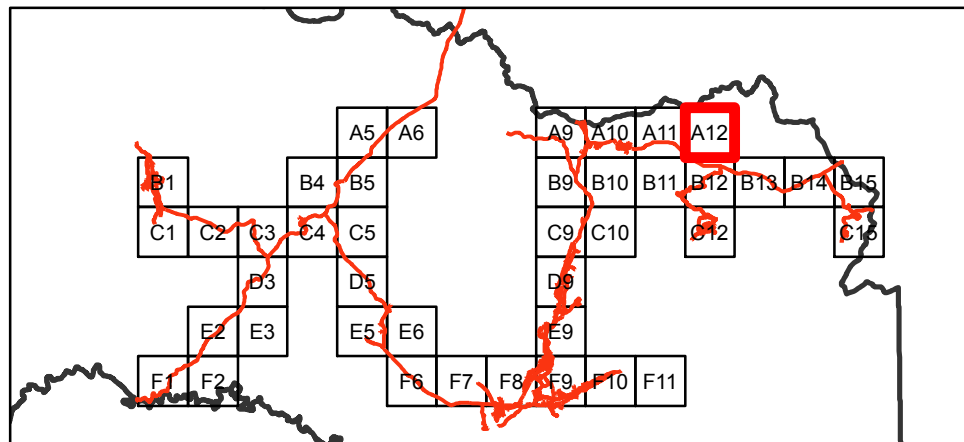 A5 A6 A9 A10 A11 A12
B1 B4 B5 B9 B10 B11 B12 B13 B14 B15
C1 C2 C3 C4 C5 C9 C10 C12 C15
D3 D5 D9
E2 E3 E5 E6 E9
F1 F2 F6 F7 F8 F9 F10 F11